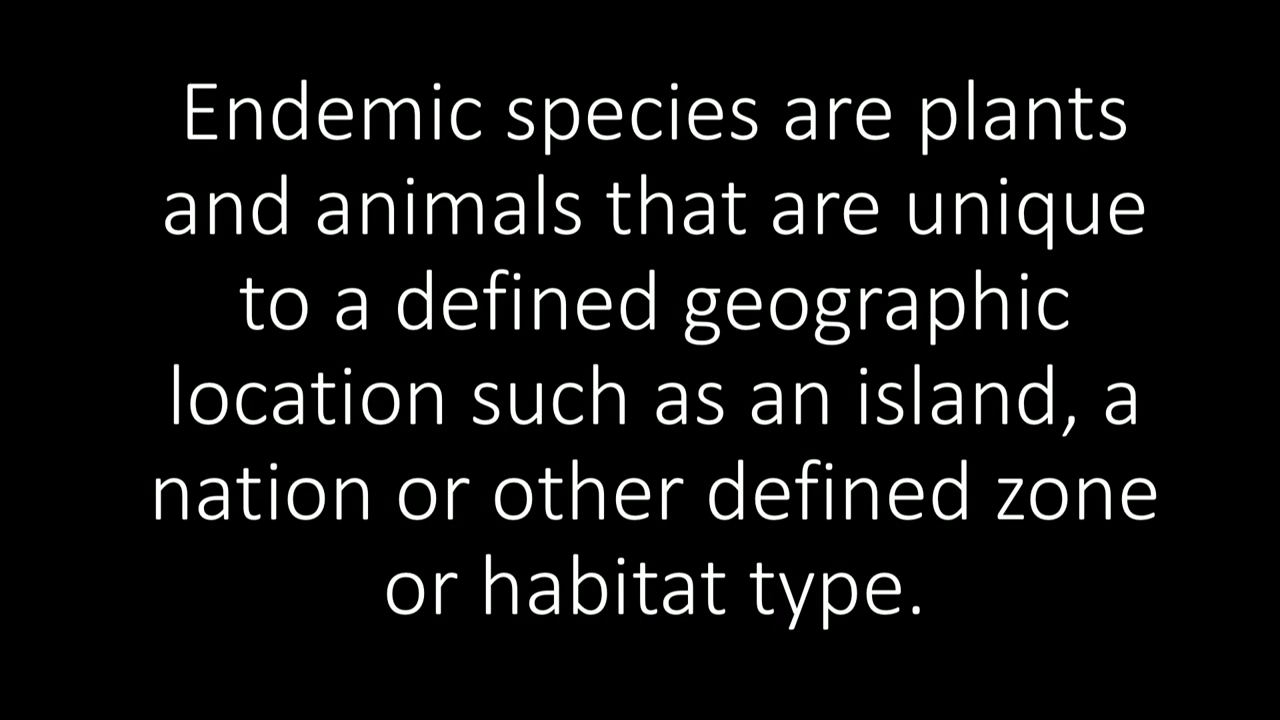 Endemic species are plants
and animals that are unique
to a defined geographic
location such as an island, a
nation or other defined zone
or habitat type.